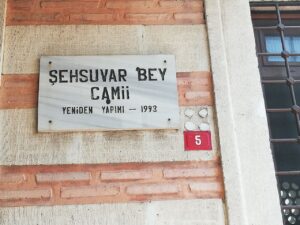 ŞEHSUVAR BEY
CAMİİ
YENİDEN YAPIMI — 1993
5